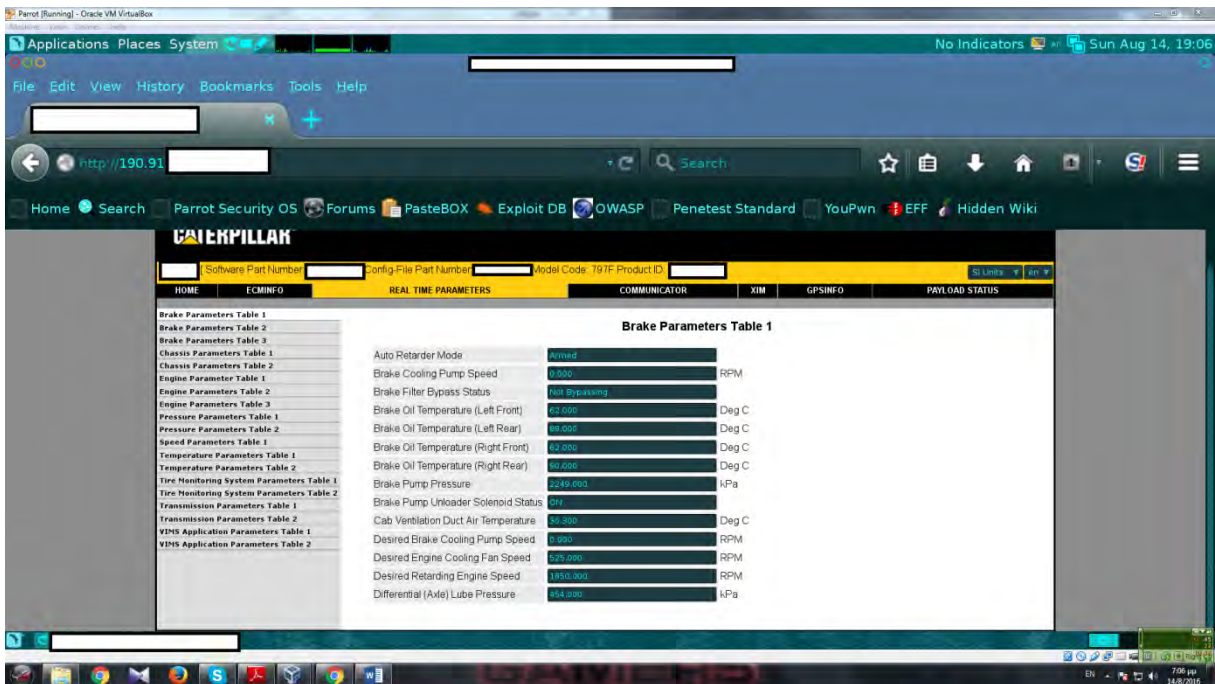 Parrot [Running] - Oracle VM VirtualBox
Applications Places System
No Indicators
Sun Aug 14, 19:06
File Edit View History Bookmarks Tools Help
http://190.91
Search
Home Search Parrot Security OS Forums PasteBOX Exploit DB OWASP Penetest Standard YouPwn EFF Hidden Wiki
CATERPILLAR
Software Part Number Config-File Part Number Model Code: 797F Product ID: SI Units en
HOME ECMINFO REAL TIME PARAMETERS COMMUNICATOR XIM GPSINFO PAYLOAD STATUS
Brake Parameters Table 1
Brake Parameters Table 2
Brake Parameters Table 3
Chassis Parameters Table 1
Chassis Parameters Table 2
Engine Parameter Table 1
Engine Parameters Table 2
Engine Parameters Table 3
Pressure Parameters Table 1
Pressure Parameters Table 2
Speed Parameters Table 1
Temperature Parameters Table 1
Temperature Parameters Table 2
Tire Monitoring System Parameters Table 1
Tire Monitoring System Parameters Table 2
Transmission Parameters Table 1
Transmission Parameters Table 2
VIMS Application Parameters Table 1
VIMS Application Parameters Table 2
Brake Parameters Table 1
Auto Retarder Mode Armed
Brake Cooling Pump Speed 0.000 RPM
Brake Filter Bypass Status Not Bypassing
Brake Oil Temperature (Left Front) 62.000 Deg C
Brake Oil Temperature (Left Rear) 89.000 Deg C
Brake Oil Temperature (Right Front) 62.000 Deg C
Brake Oil Temperature (Right Rear) 90.000 Deg C
Brake Pump Pressure 2249.000 kPa
Brake Pump Unloader Solenoid Status ON
Cab Ventilation Duct Air Temperature Deg C
Desired Brake Cooling Pump Speed 0.000 RPM
Desired Engine Cooling Fan Speed 525.000 RPM
Desired Retarding Engine Speed 1850.000 RPM
Differential (Axle) Lube Pressure 454.000 kPa
EN
7:06 μμ
14/8/2016